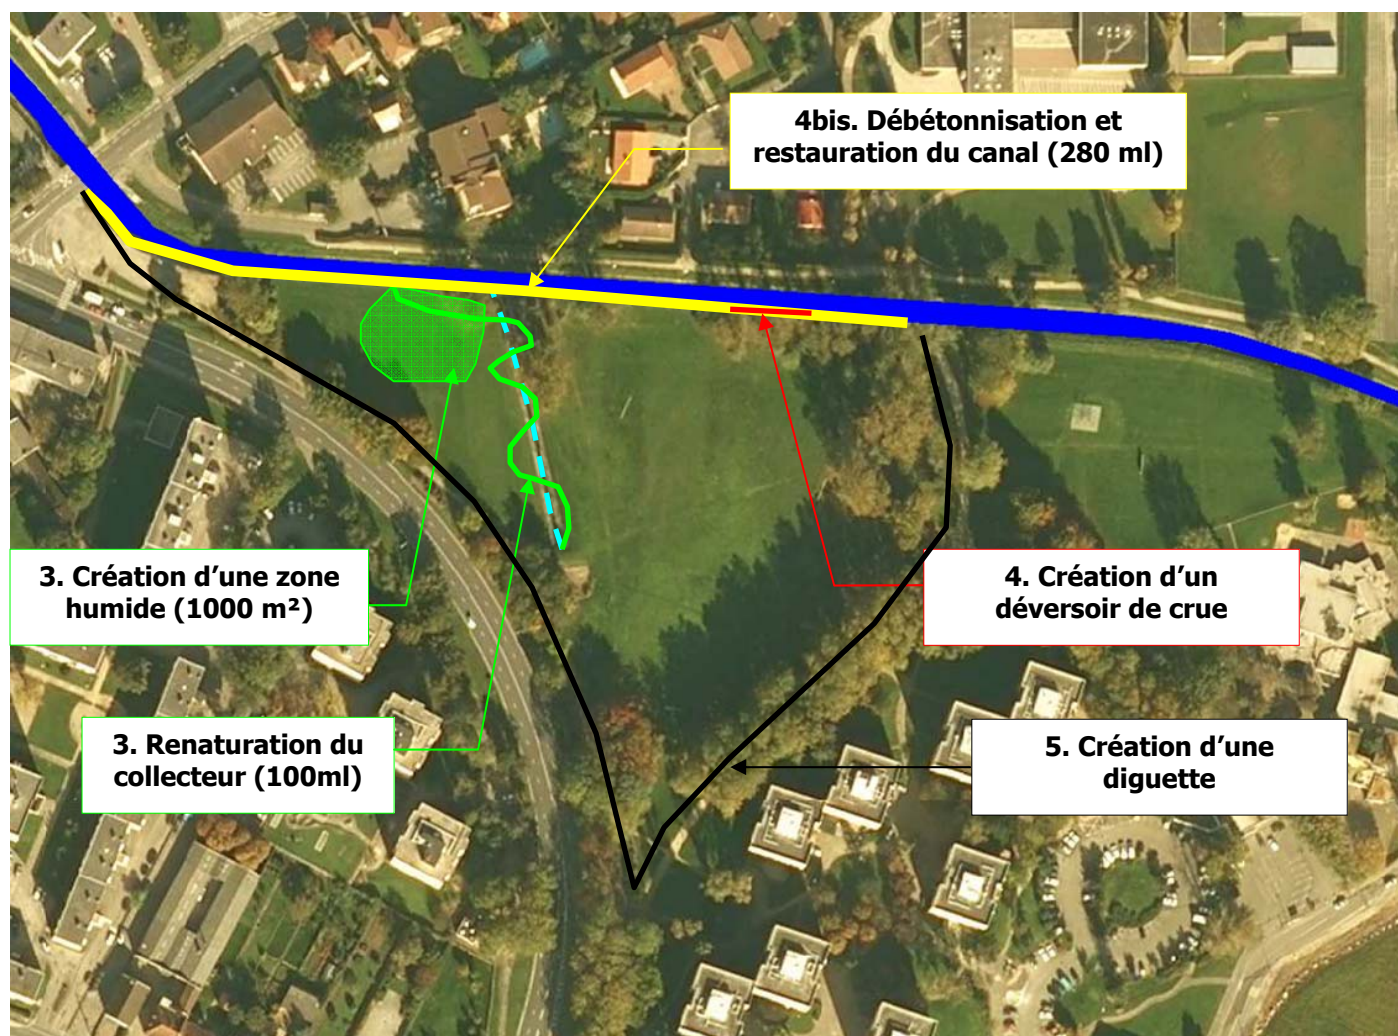 4bis. Débétonnisation et
restauration du canal (280 ml)
3. Création d’une zone
humide (1000 m²)
4. Création d’un
déversoir de crue
3. Renaturation du
collecteur (100ml)
5. Création d’une
diguette